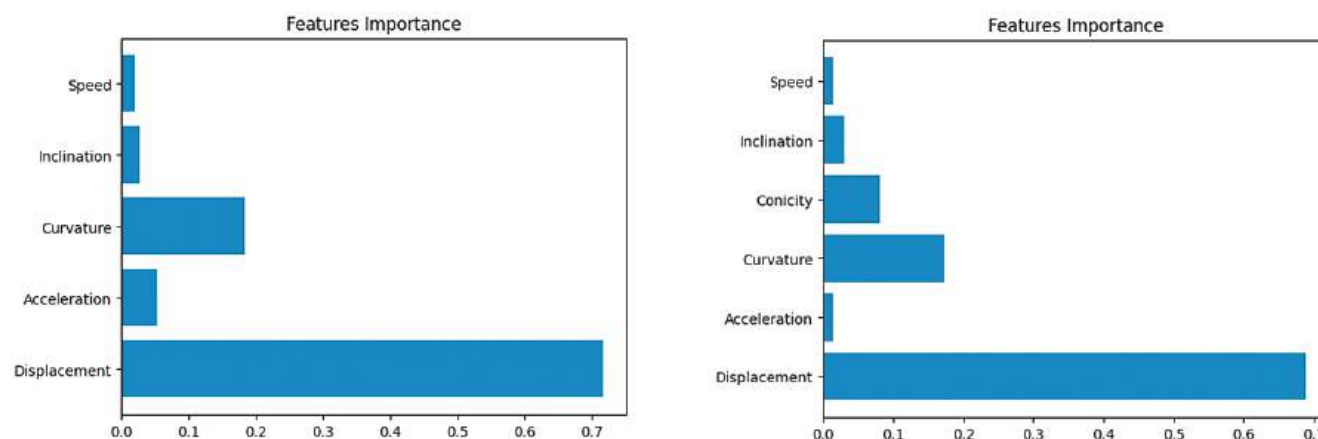 Features Importance
Speed
Inclination
Curvature
Acceleration
Displacement
0.0 0.1 0.2 0.3 0.4 0.5 0.6 0.7
Features Importance
Speed
Inclination
Conicity
Curvature
Acceleration
Displacement
0.0 0.1 0.2 0.3 0.4 0.5 0.6